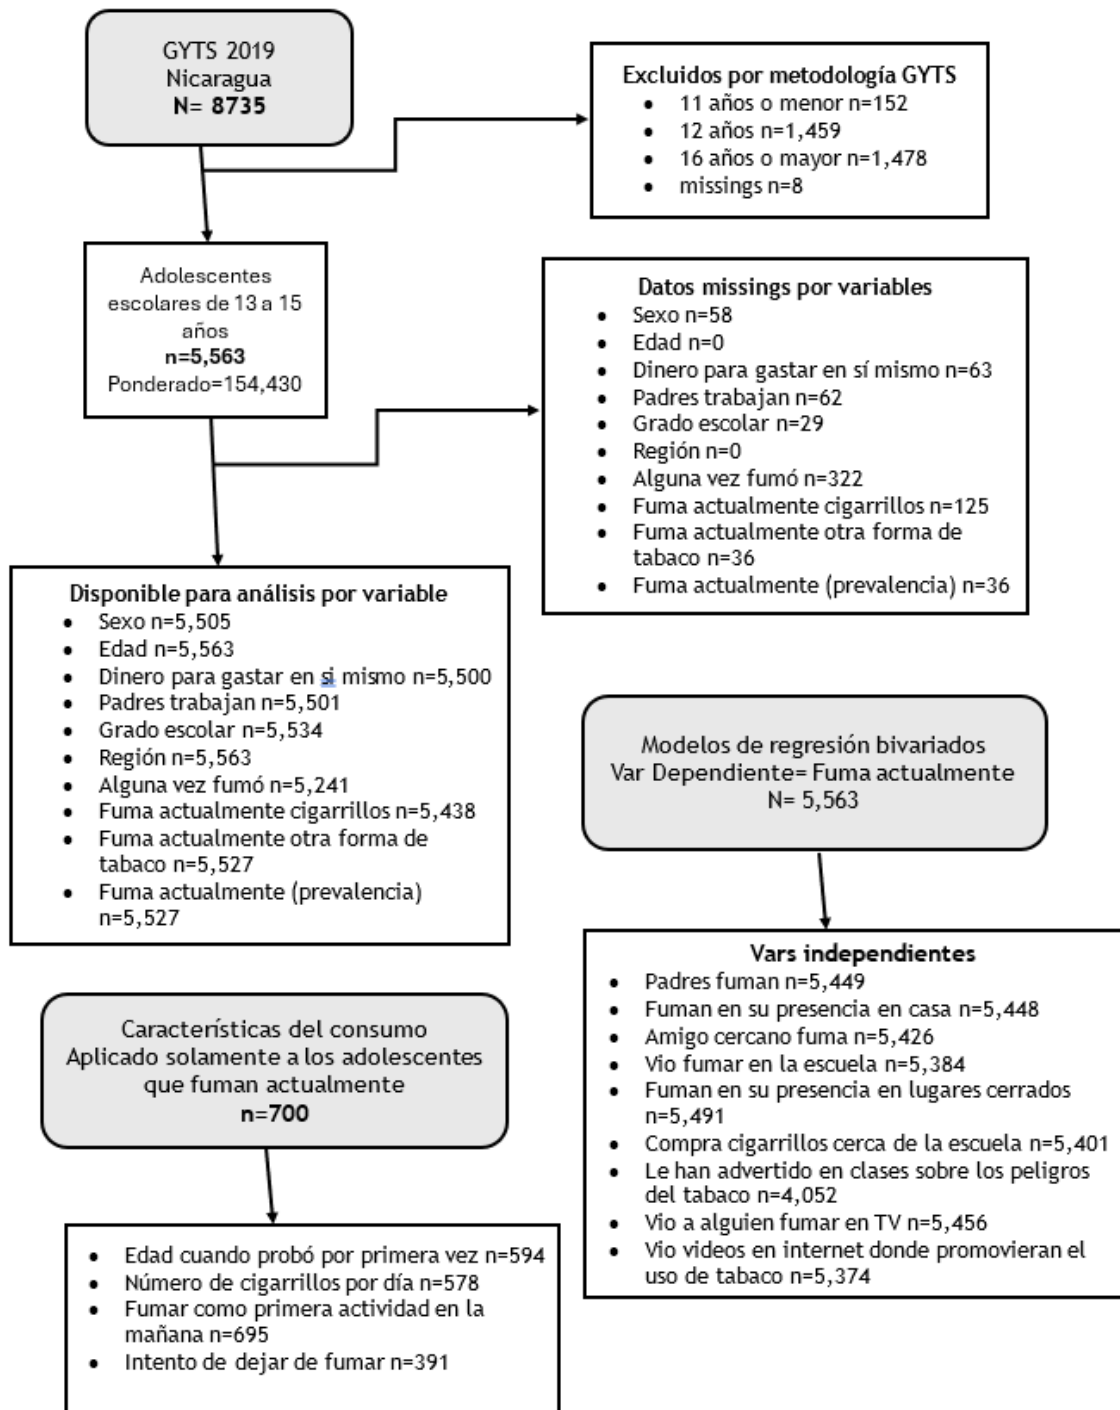 GYTS 2019
Nicaragua
N= 8735
Excluidos por metodología GYTS
• 11 años o menor n=152
• 12 años n=1,459
• 16 años o mayor n=1,478
• missings n=8
Adolescentes
escolares de 13 a 15
años
n=5,563
Ponderado=154,430
Datos missings por variables
• Sexo n=58
• Edad n=0
• Dinero para gastar en sí mismo n=63
• Padres trabajan n=62
• Grado escolar n=29
• Región n=0
• Alguna vez fumó n=322
• Fuma actualmente cigarrillos n=125
• Fuma actualmente otra forma de
tabaco n=36
• Fuma actualmente (prevalencia) n=36
Disponible para análisis por variable
• Sexo n=5,505
• Edad n=5,563
• Dinero para gastar en si mismo n=5,500
• Padres trabajan n=5,501
• Grado escolar n=5,534
• Región n=5,563
• Alguna vez fumó n=5,241
• Fuma actualmente cigarrillos n=5,438
• Fuma actualmente otra forma de
tabaco n=5,527
• Fuma actualmente (prevalencia)
n=5,527
Modelos de regresión bivariados
Var Dependiente= Fuma actualmente
N= 5,563
Vars independientes
• Padres fuman n=5,449
• Fuman en su presencia en casa n=5,448
• Amigo cercano fuma n=5,426
• Vio fumar en la escuela n=5,384
• Fuman en su presencia en lugares cerrados
n=5,491
• Compra cigarrillos cerca de la escuela n=5,401
• Le han advertido en clases sobre los peligros
del tabaco n=4,052
• Vio a alguien fumar en TV n=5,456
• Vio videos en internet donde promovieran el
uso de tabaco n=5,374
Características del consumo
Aplicado solamente a los adolescentes
que fuman actualmente
n=700
• Edad cuando probó por primera vez n=594
• Número de cigarrillos por día n=578
• Fumar como primera actividad en la
mañana n=695
• Intento de dejar de fumar n=391